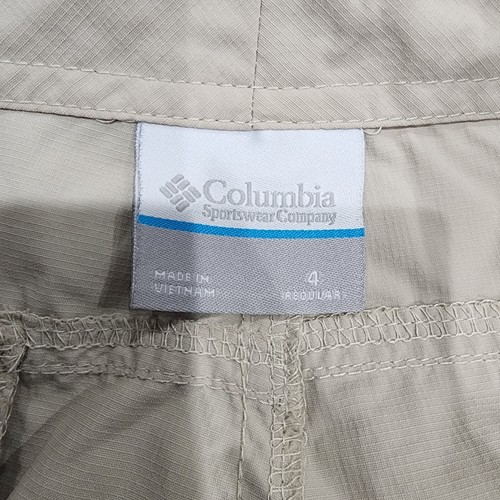 Columbia
Sportswear Company
MADE IN
VIETNAM
4
REGULAR